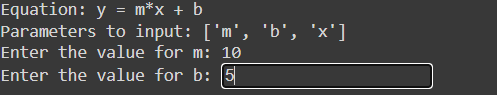 Equation: y = m*x + b
Parameters to input: ['m', 'b', 'x']
Enter the value for m: 10
Enter the value for b: 5